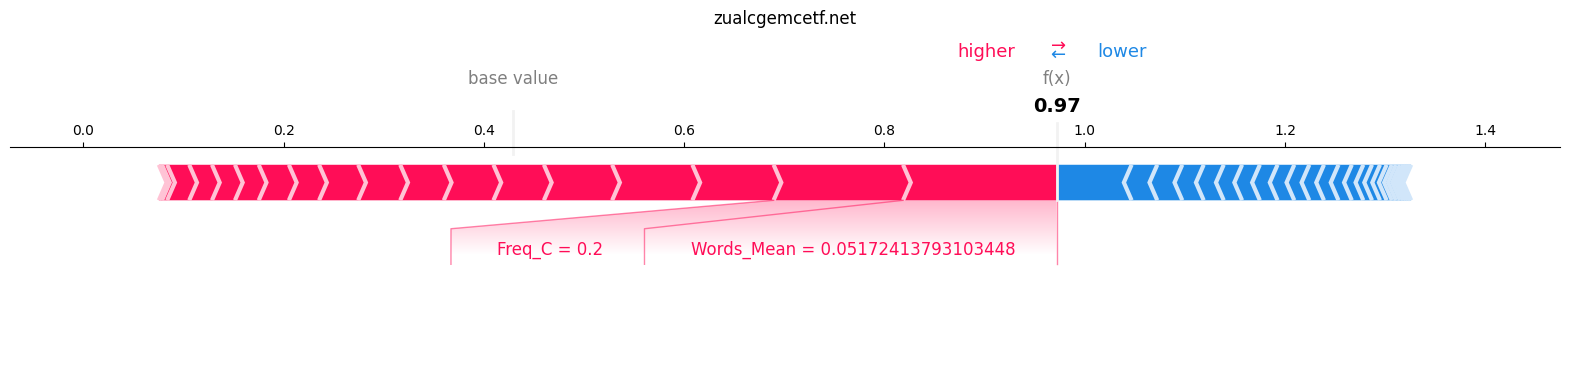 zualcgemcetf.net
higher ⇄ lower
base value f(x)
0.97
0.0 0.2 0.4 0.6 0.8 1.0 1.2 1.4
Freq_C = 0.2 Words_Mean = 0.05172413793103448